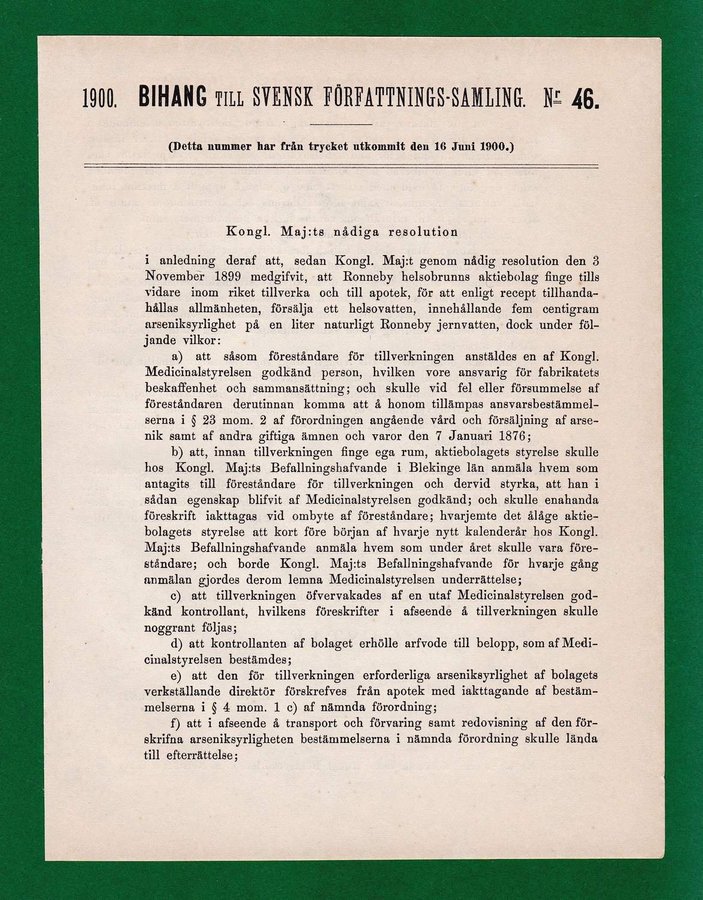 1900. BIHANG TILL SVENSK FÖRFATTNINGS-SAMLING. Nr 46.
(Detta nummer har från trycket utkommit den 16 Juni 1900.)
Kongl. Maj:ts nådiga resolution
i anledning deraf att, sedan Kongl. Maj:t genom nådig resolution den 3
November 1899 medgifvit, att Ronneby helsobrunns aktiebolag finge tills
vidare inom riket tillverka och till apotek, för att enligt recept tillhanda-
hållas allmänheten, försälja ett helsovatten, innehållande fem centigram
arseniksyrlighet på en liter naturligt Ronneby jernvatten, dock under föl-
jande vilkor:
a) att såsom föreståndare för tillverkningen anstäldes en af Kongl.
Medicinalstyrelsen godkänd person, hvilken vore ansvarig för fabrikatets
beskaffenhet och sammansättning; och skulle vid fel eller försummelse af
föreståndaren derutinnan komma att å honom tillämpas ansvarsbestämmel-
serna i § 23 mom. 2 af förordningen angående vård och försäljning af arse-
nik samt af andra giftiga ämnen och varor den 7 Januari 1876;
b) att, innan tillverkningen finge ega rum, aktiebolagets styrelse skulle
hos Kongl. Maj:ts Befallningshafvande i Blekinge län anmäla hvem som
antagits till föreståndare för tillverkningen och dervid styrka, att han i
sådan egenskap blifvit af Medicinalstyrelsen godkänd; och skulle enahanda
föreskrift iakttagas vid ombyte af föreståndare; hvarjemte det ålåge aktie-
bolagets styrelse att kort före början af hvarje nytt kalenderår hos Kongl.
Maj:ts Befallningshafvande anmäla hvem som under året skulle vara före-
ståndare; och borde Kongl. Maj:ts Befallningshafvande för hvarje gång
anmälan gjordes derom lemna Medicinalstyrelsen underrättelse;
c) att tillverkningen öfvervakades af en utaf Medicinalstyrelsen god-
känd kontrollant, hvilkens föreskrifter i afseende å tillverkningen skulle
noggrant följas;
d) att kontrollanten af bolaget erhölle arfvode till belopp, som af Medi-
cinalstyrelsen bestämdes;
e) att den för tillverkningen erforderliga arseniksyrlighet af bolagets
verkställande direktör förskrefves från apotek med iakttagande af bestäm-
melserna i § 4 mom. 1 c) af nämnda förordning;
f) att i afseende å transport och förvaring samt redovisning af den för-
skrifna arseniksyrligheten bestämmelserna i nämnda förordning skulle lända
till efterrättelse;